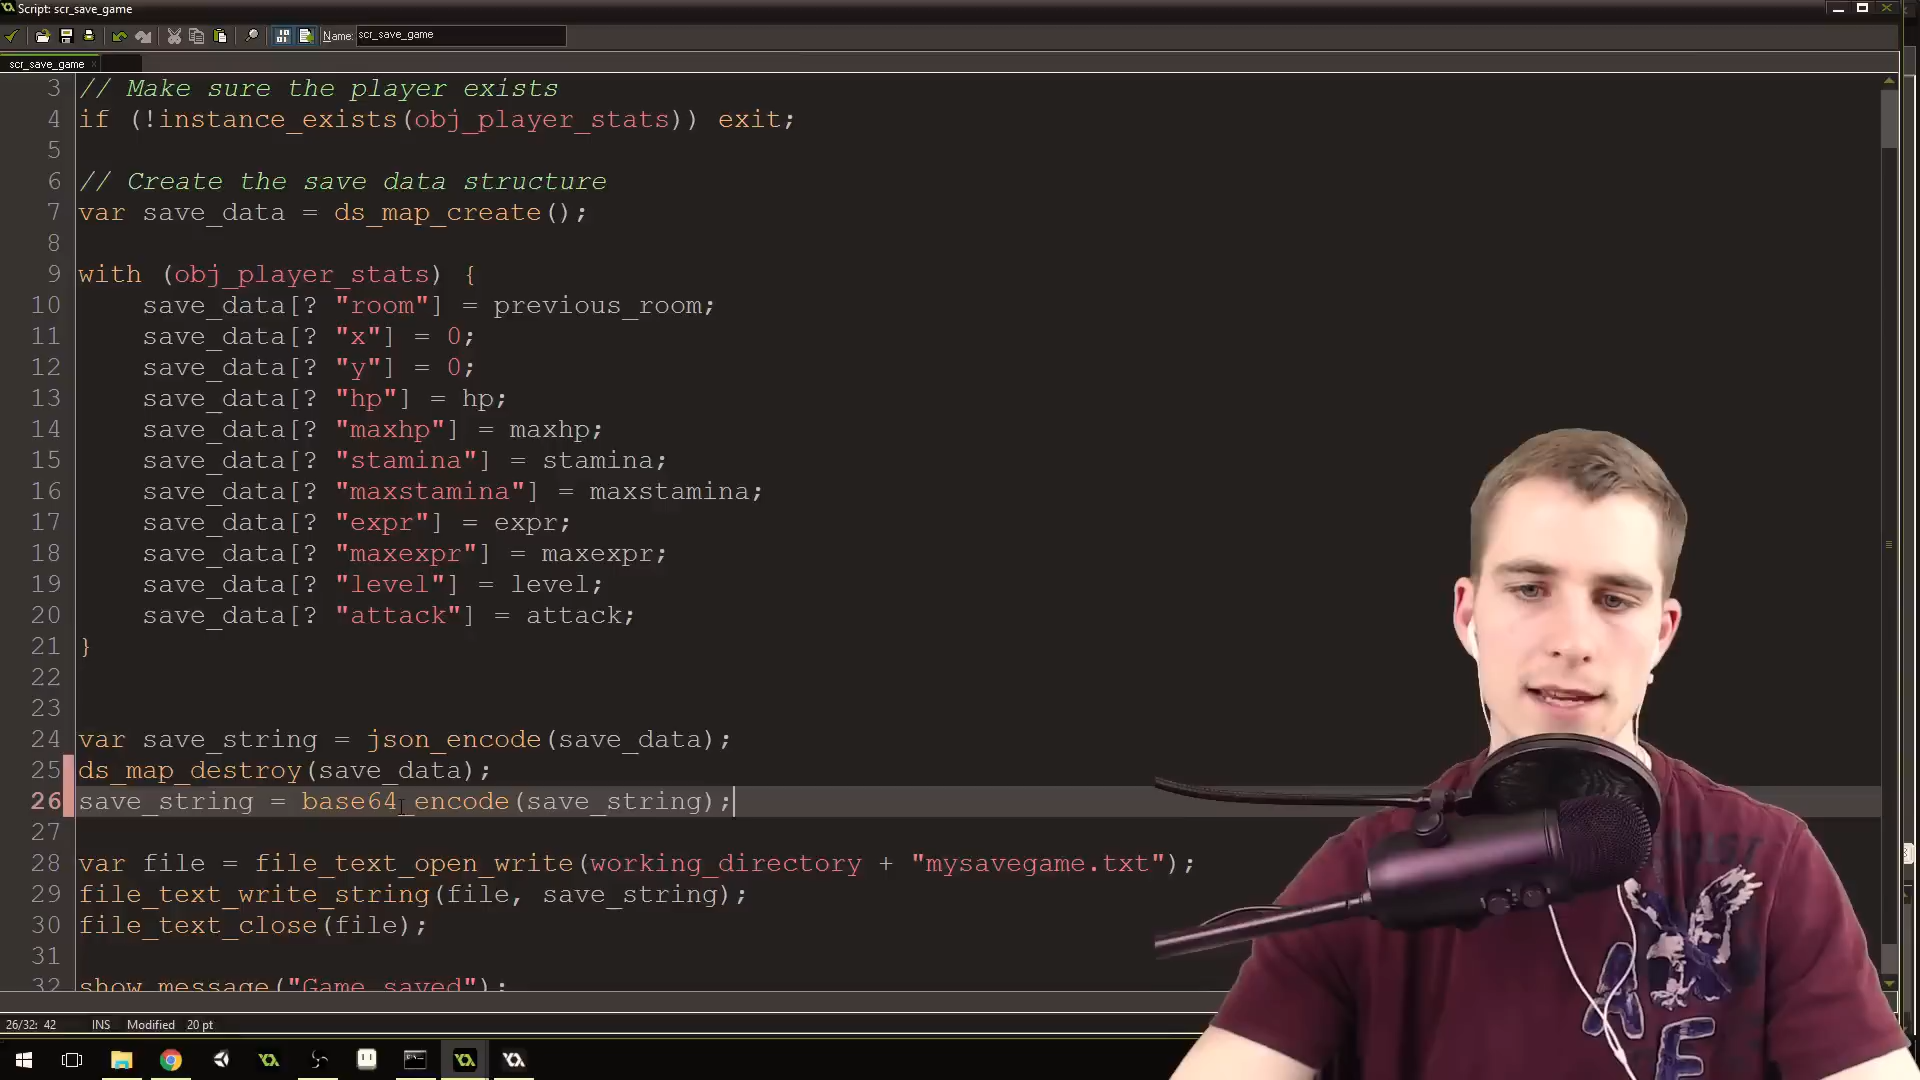 Script: scr_save_game
Name: scr_save_game
scr_save_game
3 // Make sure the player exists
4 if (!instance_exists(obj_player_stats)) exit;
5
6 // Create the save data structure
7 var save_data = ds_map_create();
8
9 with (obj_player_stats) {
10 save_data[? "room"] = previous_room;
11 save_data[? "x"] = 0;
12 save_data[? "y"] = 0;
13 save_data[? "hp"] = hp;
14 save_data[? "maxhp"] = maxhp;
15 save_data[? "stamina"] = stamina;
16 save_data[? "maxstamina"] = maxstamina;
17 save_data[? "expr"] = expr;
18 save_data[? "maxexpr"] = maxexpr;
19 save_data[? "level"] = level;
20 save_data[? "attack"] = attack;
21 }
22
23
24 var save_string = json_encode(save_data);
25 ds_map_destroy(save_data);
26 save_string = base64_encode(save_string);
27
28 var file = file_text_open_write(working_directory + "mysavegame.txt");
29 file_text_write_string(file, save_string);
30 file_text_close(file);
31
32 show_message("Game saved");
26/32: 42 INS Modified 20 pt